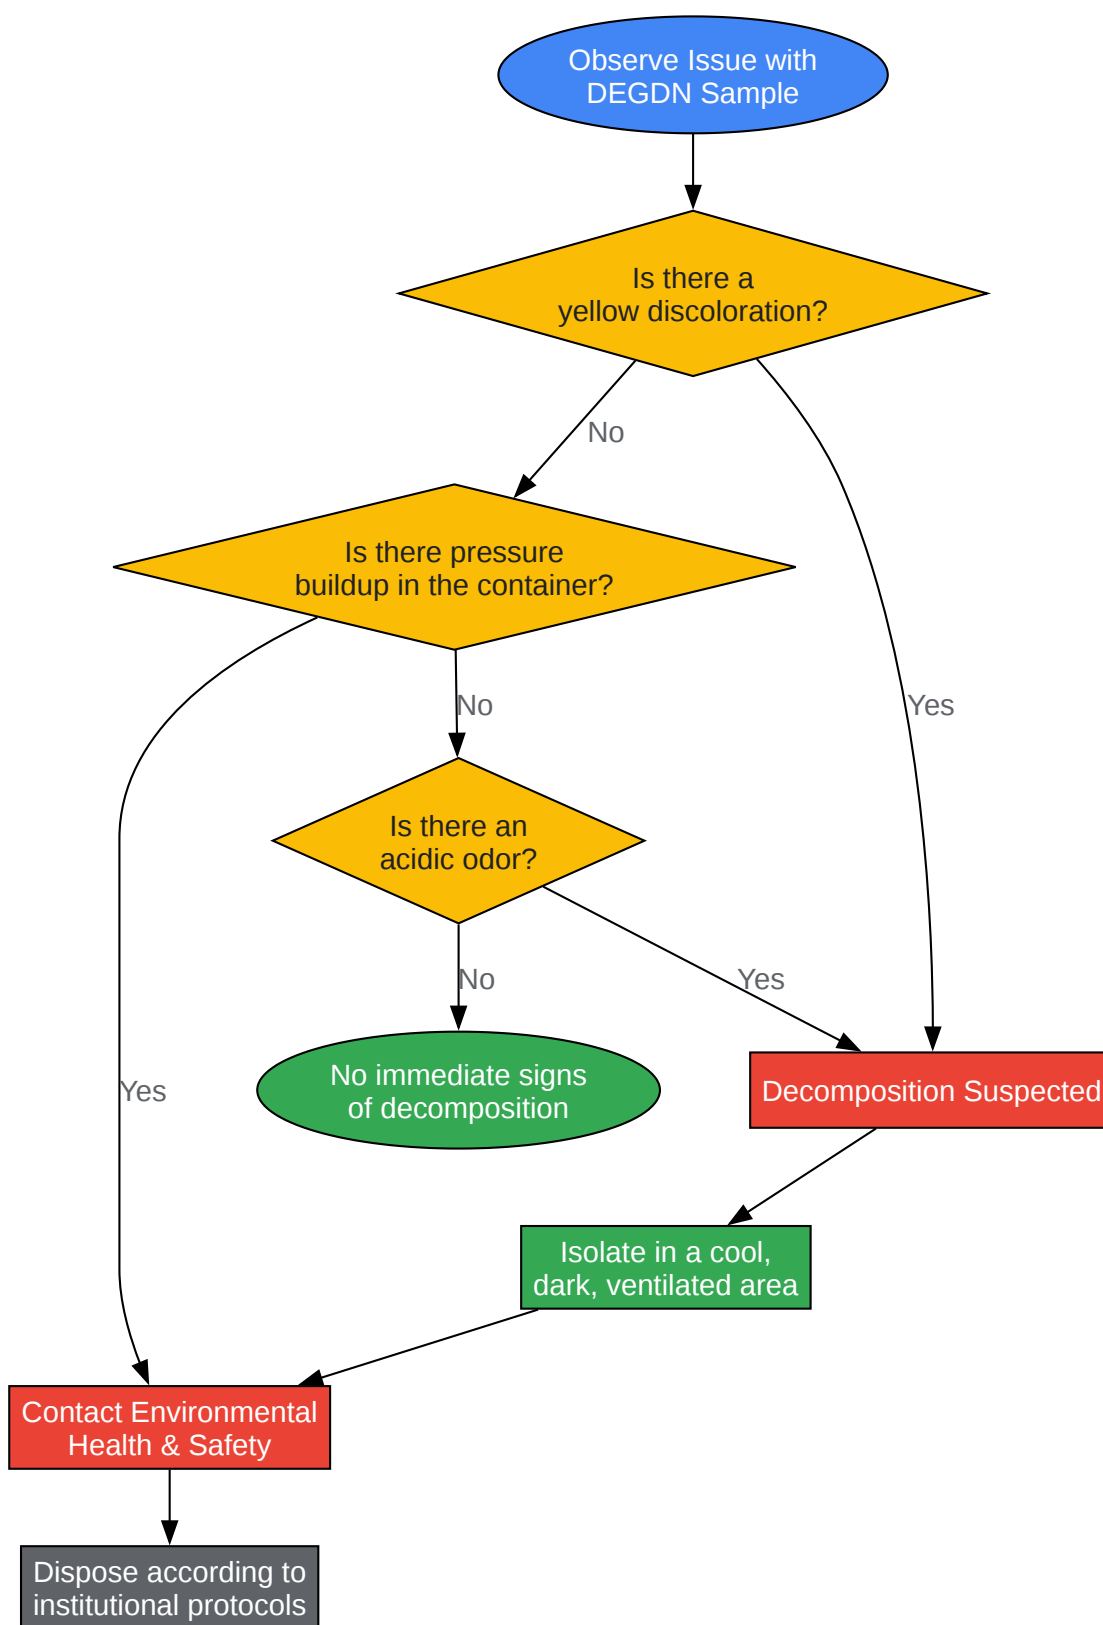 Observe Issue with
DEGDN Sample
Is there a
yellow discoloration?
No
Is there pressure
buildup in the container?
No
Yes
Is there an
acidic odor?
No
Yes
Yes
No immediate signs
of decomposition
Decomposition Suspected
Isolate in a cool,
dark, ventilated area
Contact Environmental
Health & Safety
Dispose according to
institutional protocols